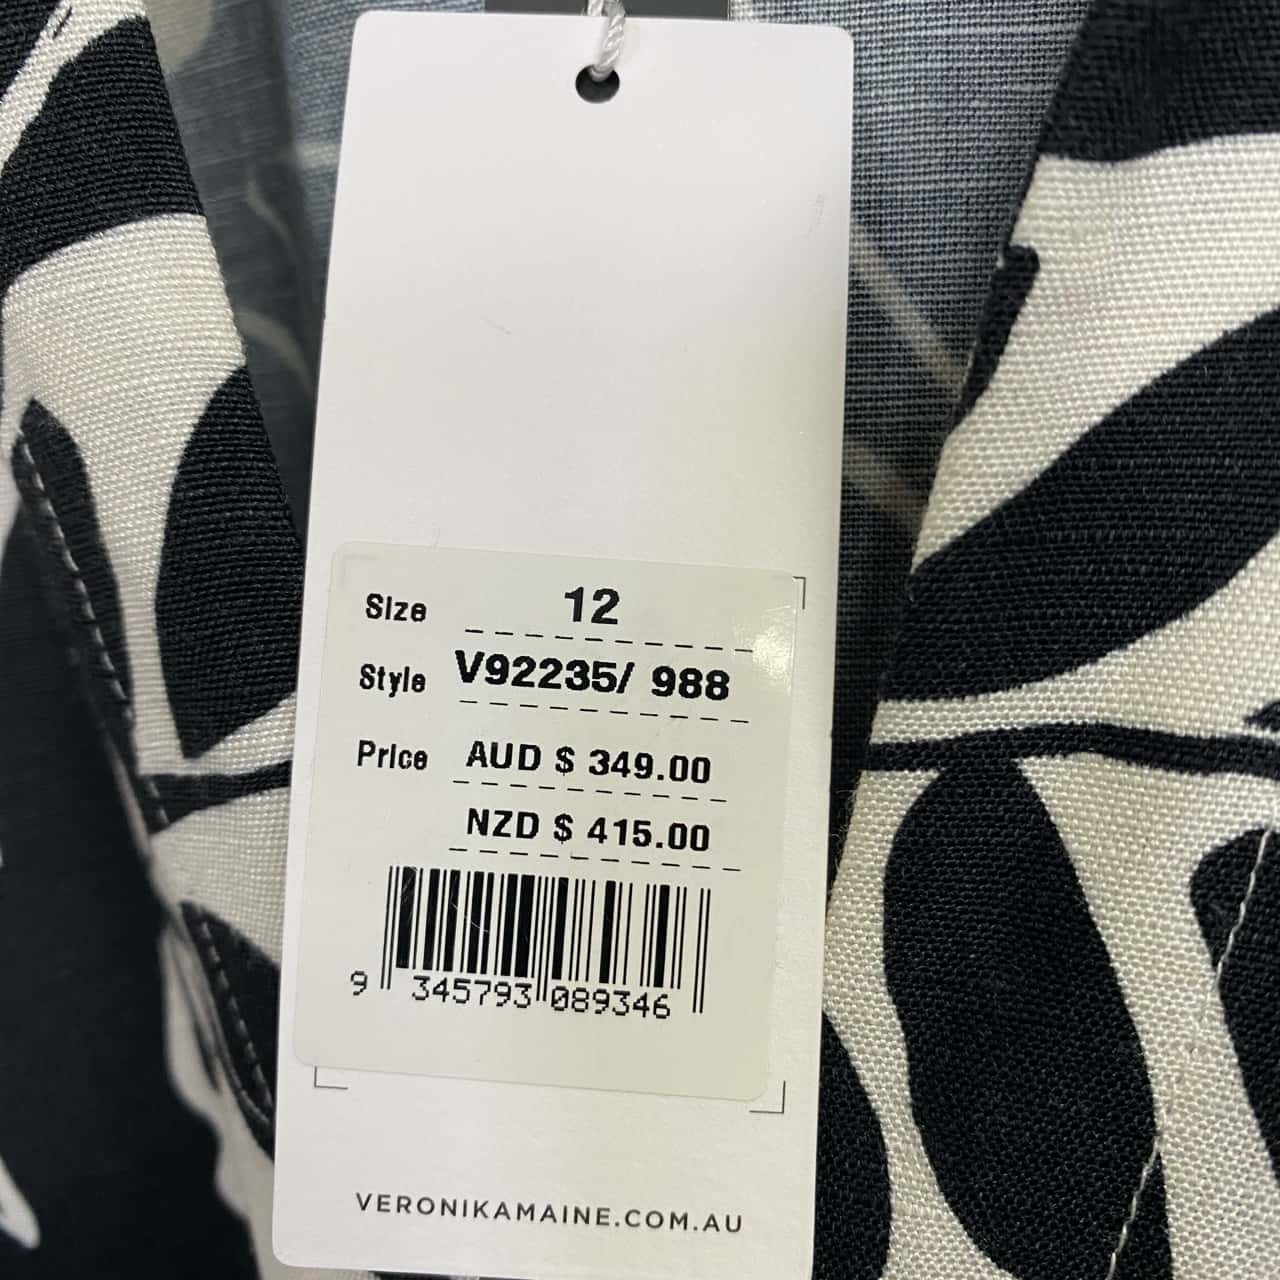 Size 12
Style V92235/ 988
Price AUD $ 349.00
NZD $ 415.00
9 345793 089346
VERONIKAMAINE.COM.AU